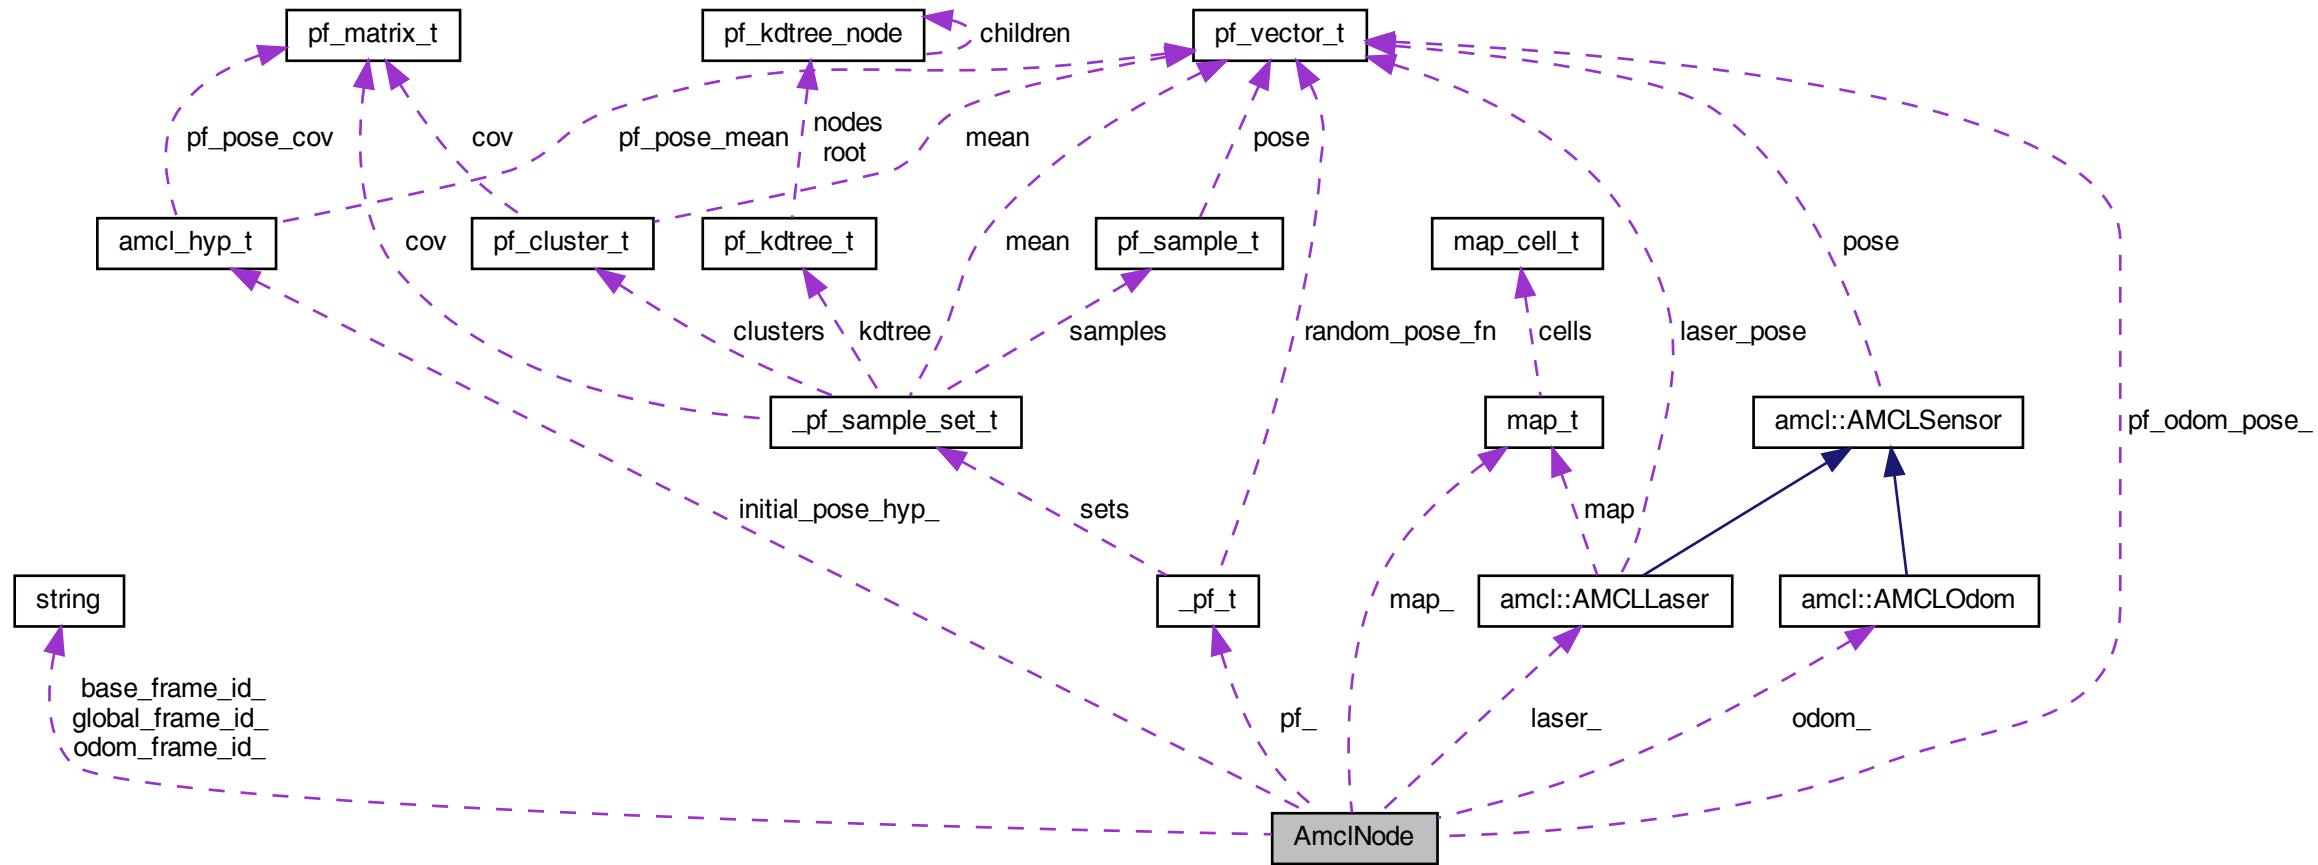 pf_matrix_t
pf_kdtree_node
children
pf_vector_t
pf_pose_cov
cov
pf_pose_mean
nodes
root
mean
pose
amcl_hyp_t
cov
pf_cluster_t
pf_kdtree_t
mean
pf_sample_t
map_cell_t
pose
clusters
kdtree
samples
random_pose_fn
cells
laser_pose
_pf_sample_set_t
map_t
amcl::AMCLSensor
pf_odom_pose_
initial_pose_hyp_
sets
map
string
_pf_t
map_
amcl::AMCLLaser
amcl::AMCLOdom
base_frame_id_
global_frame_id_
odom_frame_id_
pf_
laser_
odom_
AmclNode